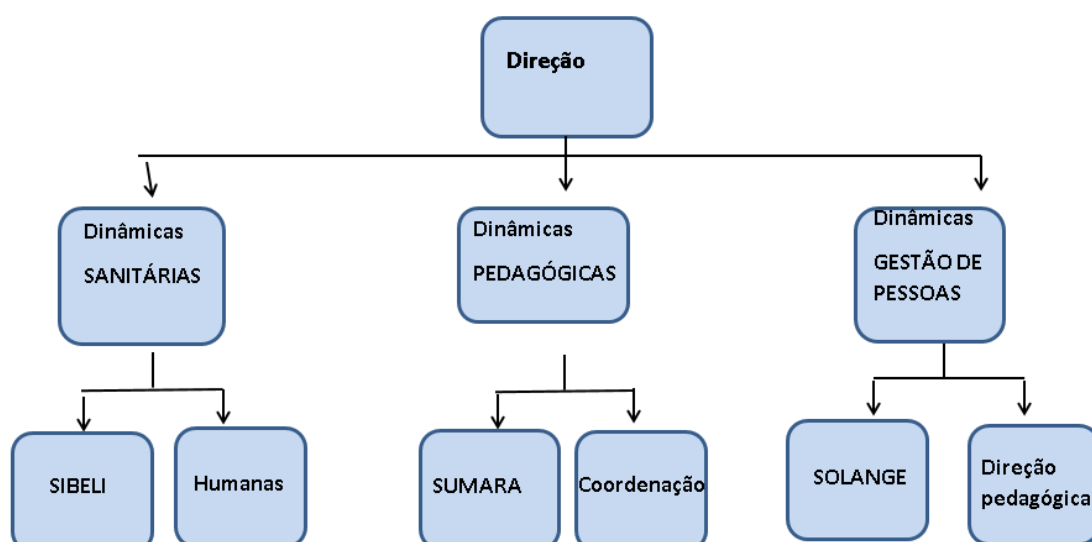 Direção
Dinâmicas
SANITÁRIAS
Dinâmicas
PEDAGÓGICAS
Dinâmicas
GESTÃO DE
PESSOAS
SIBELI
Humanas
SUMARA
Coordenação
SOLANGE
Direção
pedagógica